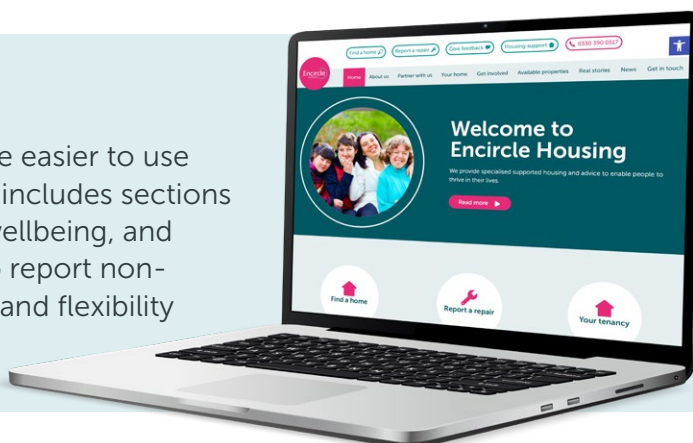 e easier to use
includes sections
wellbeing, and
o report non-
and flexibility
Find a home
Report a repair
Give feedback
Housing support
0330 390 0517
Encircle
Home About us Partner with us Your home Get involved Available properties Real stories News Get in touch
Welcome to
Encircle Housing
We provide specialised supported housing and advice to enable people to
thrive in their lives.
Read more
Find a home
Report a repair
Your tenancy